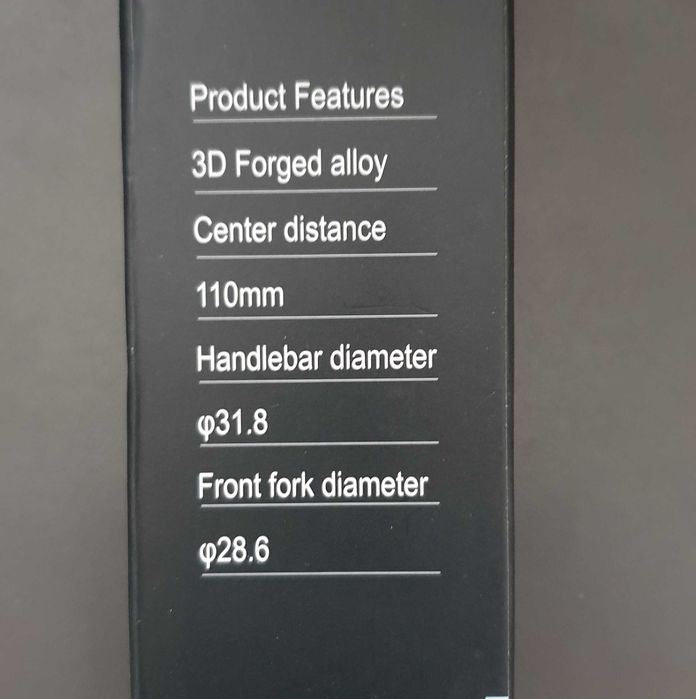 Product Features
3D Forged alloy
Center distance
110mm
Handlebar diameter
φ31.8
Front fork diameter
φ28.6